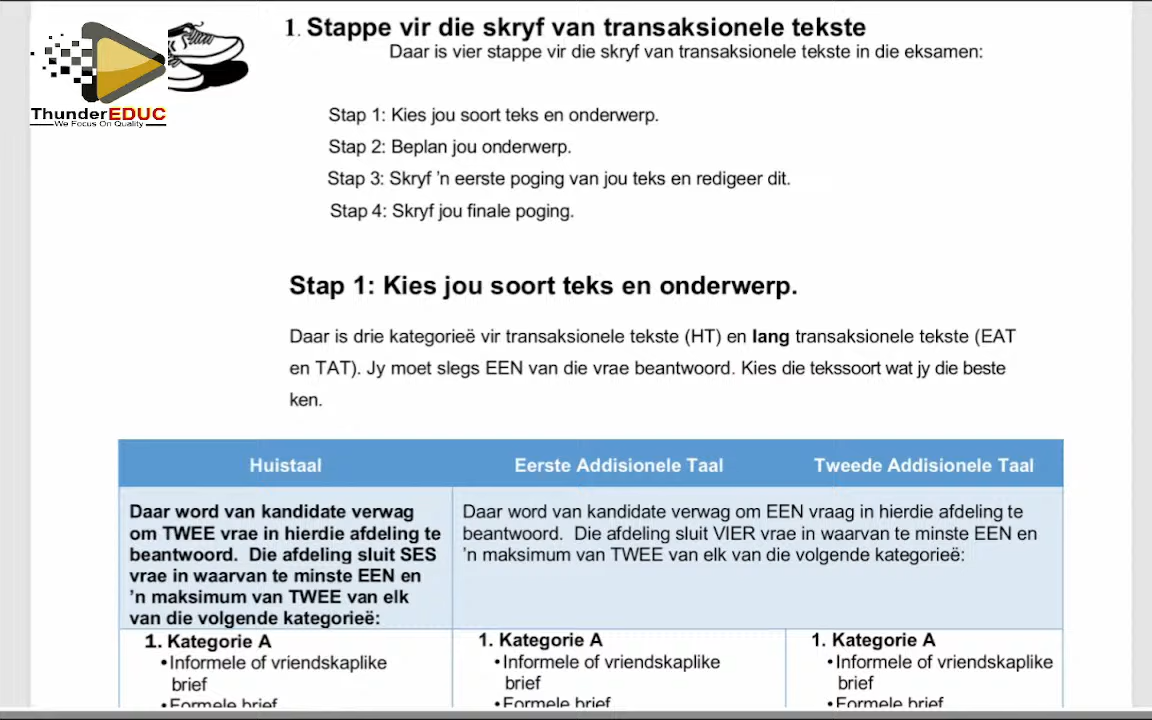 ThunderEDUC
We Focus On Quality
1. Stappe vir die skryf van transaksionele tekste
Daar is vier stappe vir die skryf van transaksionele tekste in die eksamen:
Stap 1: Kies jou soort teks en onderwerp.
Stap 2: Beplan jou onderwerp.
Stap 3: Skryf ’n eerste poging van jou teks en redigeer dit.
Stap 4: Skryf jou finale poging.
Stap 1: Kies jou soort teks en onderwerp.
Daar is drie kategorieë vir transaksionele tekste (HT) en lang transaksionele tekste (EAT
en TAT). Jy moet slegs EEN van die vrae beantwoord. Kies die tekssoort wat jy die beste
ken.
Huistaal
Eerste Addisionele Taal
Tweede Addisionele Taal
Daar word van kandidate verwag
om TWEE vrae in hierdie afdeling te
beantwoord. Die afdeling sluit SES
vrae in waarvan te minste EEN en
’n maksimum van TWEE van elk
van die volgende kategorieë:
Daar word van kandidate verwag om EEN vraag in hierdie afdeling te
beantwoord. Die afdeling sluit VIER vrae in waarvan te minste EEN en
’n maksimum van TWEE van elk van die volgende kategorieë:
1. Kategorie A
•Informele of vriendskaplike
brief
•Formele brief
1. Kategorie A
•Informele of vriendskaplike
brief
•Formele brief
1. Kategorie A
•Informele of vriendskaplike
brief
•Formele brief